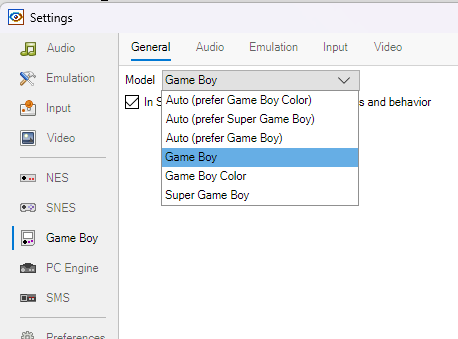 Settings
Audio
Emulation
Input
Video
NES
SNES
Game Boy
PC Engine
SMS
Preferences
General Audio Emulation Input Video
Model Game Boy
In S s and behavior
Auto (prefer Game Boy Color)
Auto (prefer Super Game Boy)
Auto (prefer Game Boy)
Game Boy
Game Boy Color
Super Game Boy